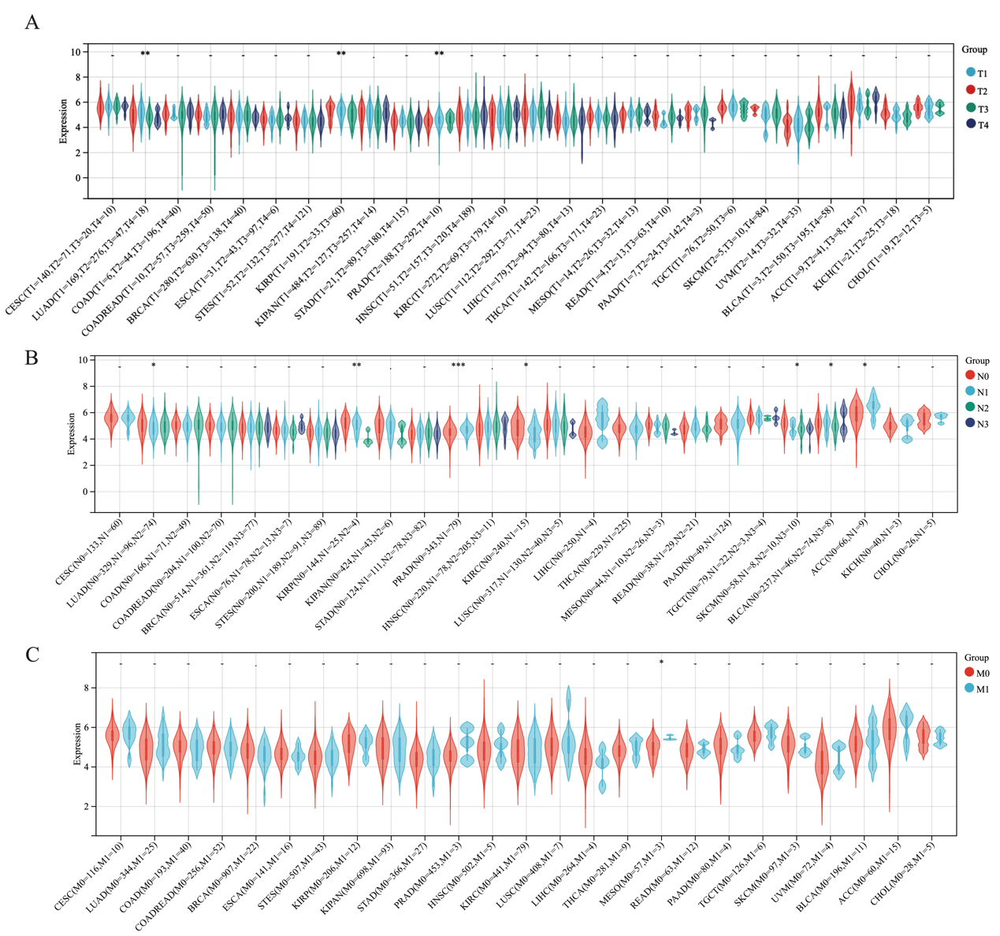 A
Group
T1
T2
T3
T4
Expression
10
8
6
4
2
0
- ** - - - - - ** . - ** - - - - . - - - - - - - - . -
CESC(T1=140,T2=71,T3=20,T4=10)
LUAD(T1=169,T2=276,T3=47,T4=18)
COAD(T1=6,T2=44,T3=196,T4=40)
COADREAD(T1=10,T2=57,T3=259,T4=50)
BRCA(T1=280,T2=630,T3=138,T4=40)
ESCA(T1=31,T2=43,T3=97,T4=6)
STES(T1=52,T2=132,T3=277,T4=121)
KIRP(T1=191,T2=33,T3=60)
KIPAN(T1=484,T2=127,T3=257,T4=14)
STAD(T1=21,T2=89,T3=180,T4=115)
PRAD(T2=188,T3=292,T4=10)
HNSC(T1=51,T2=157,T3=120,T4=189)
KIRC(T1=272,T2=69,T3=179,T4=10)
LUSC(T1=112,T2=292,T3=71,T4=23)
LIHC(T1=179,T2=94,T3=80,T4=13)
THCA(T1=142,T2=166,T3=171,T4=23)
MESO(T1=14,T2=26,T3=32,T4=13)
READ(T1=4,T2=13,T3=63,T4=10)
PAAD(T1=7,T2=24,T3=142,T4=3)
TGCT(T1=76,T2=50,T3=6)
SKCM(T2=5,T3=10,T4=84)
UVM(T2=14,T3=32,T4=33)
BLCA(T1=3,T2=150,T3=195,T4=58)
ACC(T1=9,T2=41,T3=8,T4=17)
KICH(T1=21,T2=25,T3=18)
CHOL(T1=19,T2=12,T3=5)
B
Group
N0
N1
N2
N3
Expression
10
8
6
4
2
0
- * - - - - - ** . - *** . * - - - - - - - * * * - -
CESC(N0=133,N1=60)
LUAD(N0=329,N1=96,N2=74)
COAD(N0=166,N1=71,N2=49)
COADREAD(N0=204,N1=100,N2=70)
BRCA(N0=514,N1=361,N2=119,N3=77)
ESCA(N0=76,N1=78,N2=13,N3=7)
STES(N0=200,N1=189,N2=91,N3=89)
KIRP(N0=144,N1=25,N2=4)
KIPAN(N0=424,N1=43,N2=6)
STAD(N0=124,N1=111,N2=78,N3=82)
PRAD(N0=343,N1=79)
HNSC(N0=220,N1=78,N2=205,N3=11)
KIRC(N0=240,N1=15)
LUSC(N0=317,N1=130,N2=40,N3=5)
LIHC(N0=250,N1=4)
THCA(N0=229,N1=225)
MESO(N0=44,N1=10,N2=26,N3=3)
READ(N0=38,N1=29,N2=21)
PAAD(N0=49,N1=124)
TGCT(N0=79,N1=22,N2=3,N3=4)
SKCM(N0=58,N1=8,N2=10,N3=10)
BLCA(N0=237,N1=46,N2=74,N3=8)
ACC(N0=66,N1=9)
KICH(N0=40,N1=3)
CHOL(N0=26,N1=5)
C
Group
M0
M1
Expression
8
6
4
2
- - - - . - - - - - - - - - - - * - - - - - - - -
CESC(M0=116,M1=10)
LUAD(M0=344,M1=25)
COAD(M0=193,M1=40)
COADREAD(M0=256,M1=52)
BRCA(M0=907,M1=22)
ESCA(M0=141,M1=16)
STES(M0=507,M1=43)
KIRP(M0=206,M1=12)
KIPAN(M0=698,M1=93)
STAD(M0=366,M1=27)
PRAD(M0=453,M1=3)
HNSC(M0=502,M1=5)
KIRC(M0=441,M1=79)
LUSC(M0=408,M1=7)
LIHC(M0=264,M1=4)
THCA(M0=281,M1=9)
MESO(M0=57,M1=3)
READ(M0=63,M1=12)
PAAD(M0=80,M1=4)
TGCT(M0=126,M1=6)
SKCM(M0=97,M1=3)
UVM(M0=72,M1=4)
BLCA(M0=196,M1=11)
ACC(M0=60,M1=15)
CHOL(M0=28,M1=5)